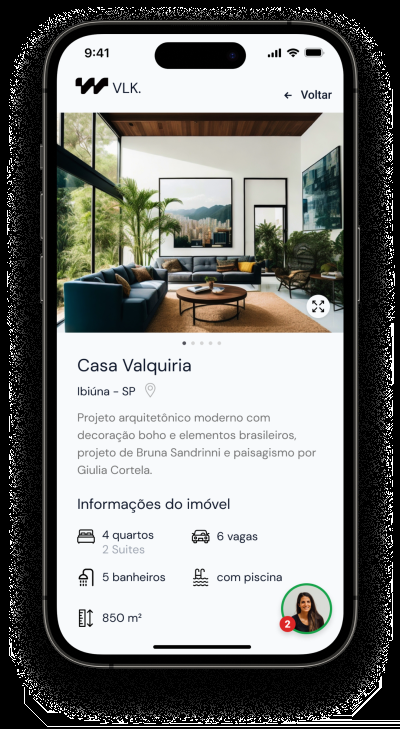 9:41
VLK.
← Voltar
Casa Valquiria
Ibiúna - SP
Projeto arquitetônico moderno com
decoração boho e elementos brasileiros,
projeto de Bruna Sandrinni e paisagismo por
Giulia Cortela.
Informações do imóvel
4 quartos
2 Suites
6 vagas
5 banheiros
com piscina
850 m²
2